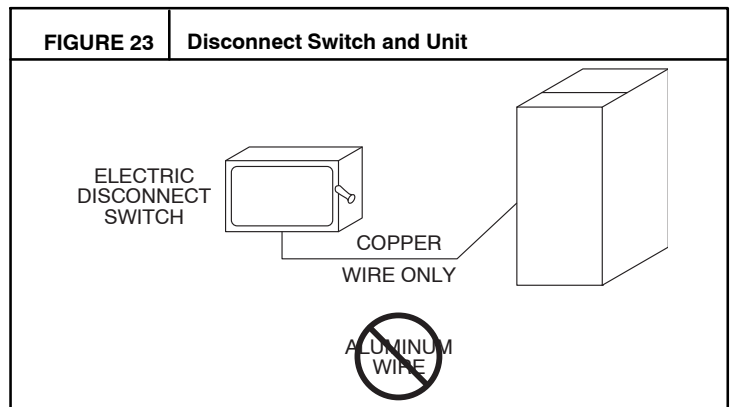 FIGURE 23 Disconnect Switch and Unit
ELECTRIC
DISCONNECT
SWITCH
COPPER
WIRE ONLY
ALUMINUM
WIRE